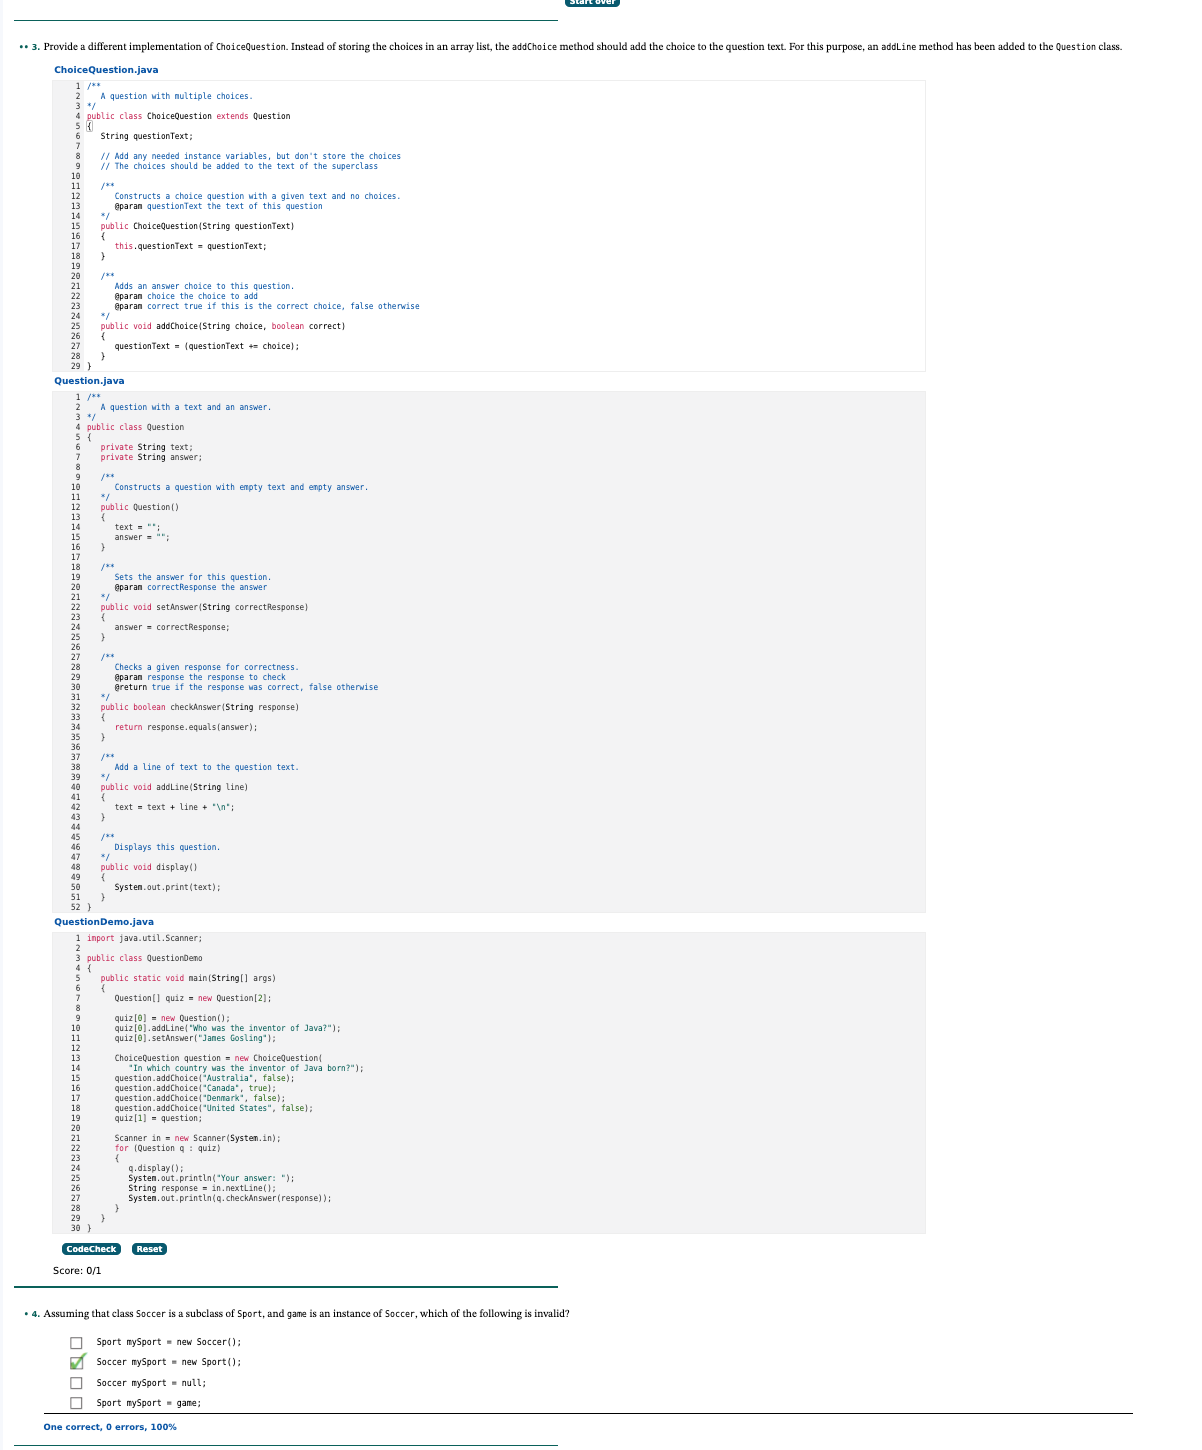 Start over
•• 3. Provide a different implementation of ChoiceQuestion. Instead of storing the choices in an array list, the addChoice method should add the choice to the question text. For this purpose, an addLine method has been added to the Question class.
ChoiceQuestion.java
1 /**
2    A question with multiple choices.
3 */
4 public class ChoiceQuestion extends Question
5 {
6    String questionText;
7
8    // Add any needed instance variables, but don't store the choices
9    // The choices should be added to the text of the superclass
10
11    /**
12       Constructs a choice question with a given text and no choices.
13       @param questionText the text of this question
14    */
15    public ChoiceQuestion(String questionText)
16    {
17       this.questionText = questionText;
18    }
19
20    /**
21       Adds an answer choice to this question.
22       @param choice the choice to add
23       @param correct true if this is the correct choice, false otherwise
24    */
25    public void addChoice(String choice, boolean correct)
26    {
27       questionText = (questionText += choice);
28    }
29 }
Question.java
1 /**
2    A question with a text and an answer.
3 */
4 public class Question
5 {
6    private String text;
7    private String answer;
8
9    /**
10       Constructs a question with empty text and empty answer.
11    */
12    public Question()
13    {
14       text = "";
15       answer = "";
16    }
17
18    /**
19       Sets the answer for this question.
20       @param correctResponse the answer
21    */
22    public void setAnswer(String correctResponse)
23    {
24       answer = correctResponse;
25    }
26
27    /**
28       Checks a given response for correctness.
29       @param response the response to check
30       @return true if the response was correct, false otherwise
31    */
32    public boolean checkAnswer(String response)
33    {
34       return response.equals(answer);
35    }
36
37    /**
38       Add a line of text to the question text.
39    */
40    public void addLine(String line)
41    {
42       text = text + line + "\n";
43    }
44
45    /**
46       Displays this question.
47    */
48    public void display()
49    {
50       System.out.print(text);
51    }
52 }
QuestionDemo.java
1 import java.util.Scanner;
2
3 public class QuestionDemo
4 {
5    public static void main(String[] args)
6    {
7       Question[] quiz = new Question[2];
8
9       quiz[0] = new Question();
10       quiz[0].addLine("Who was the inventor of Java?");
11       quiz[0].setAnswer("James Gosling");
12
13       ChoiceQuestion question = new ChoiceQuestion(
14          "In which country was the inventor of Java born?");
15       question.addChoice("Australia", false);
16       question.addChoice("Canada", true);
17       question.addChoice("Denmark", false);
18       question.addChoice("United States", false);
19       quiz[1] = question;
20
21       Scanner in = new Scanner(System.in);
22       for (Question q : quiz)
23       {
24          q.display();
25          System.out.println("Your answer: ");
26          String response = in.nextLine();
27          System.out.println(q.checkAnswer(response));
28       }
29    }
30 }
CodeCheck Reset
Score: 0/1
• 4. Assuming that class Soccer is a subclass of Sport, and game is an instance of Soccer, which of the following is invalid?
Sport mySport = new Soccer();
Soccer mySport = new Sport();
Soccer mySport = null;
Sport mySport = game;
One correct, 0 errors, 100%